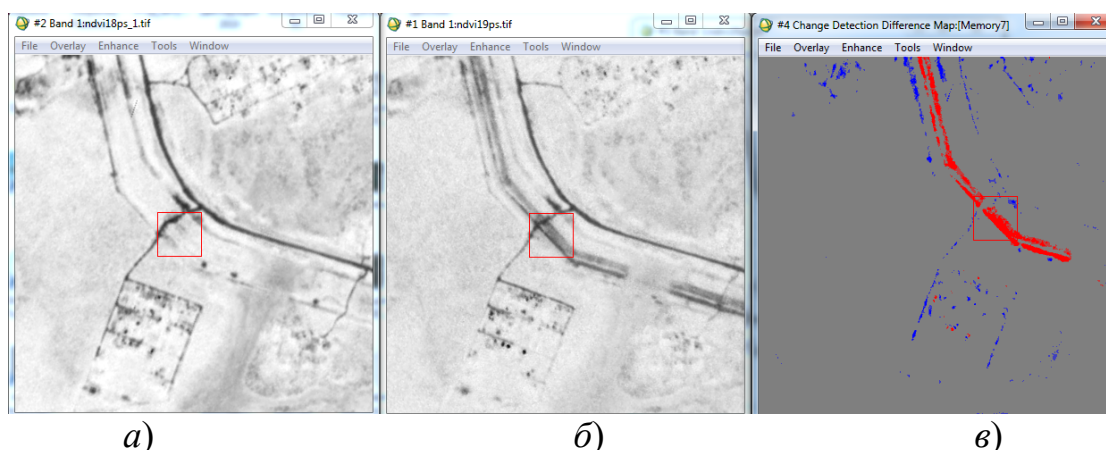 #2 Band 1:ndvi18ps_1.tif
File Overlay Enhance Tools Window
#1 Band 1:ndvi19ps.tif
File Overlay Enhance Tools Window
#4 Change Detection Difference Map:[Memory7]
File Overlay Enhance Tools Window
а) б) в)